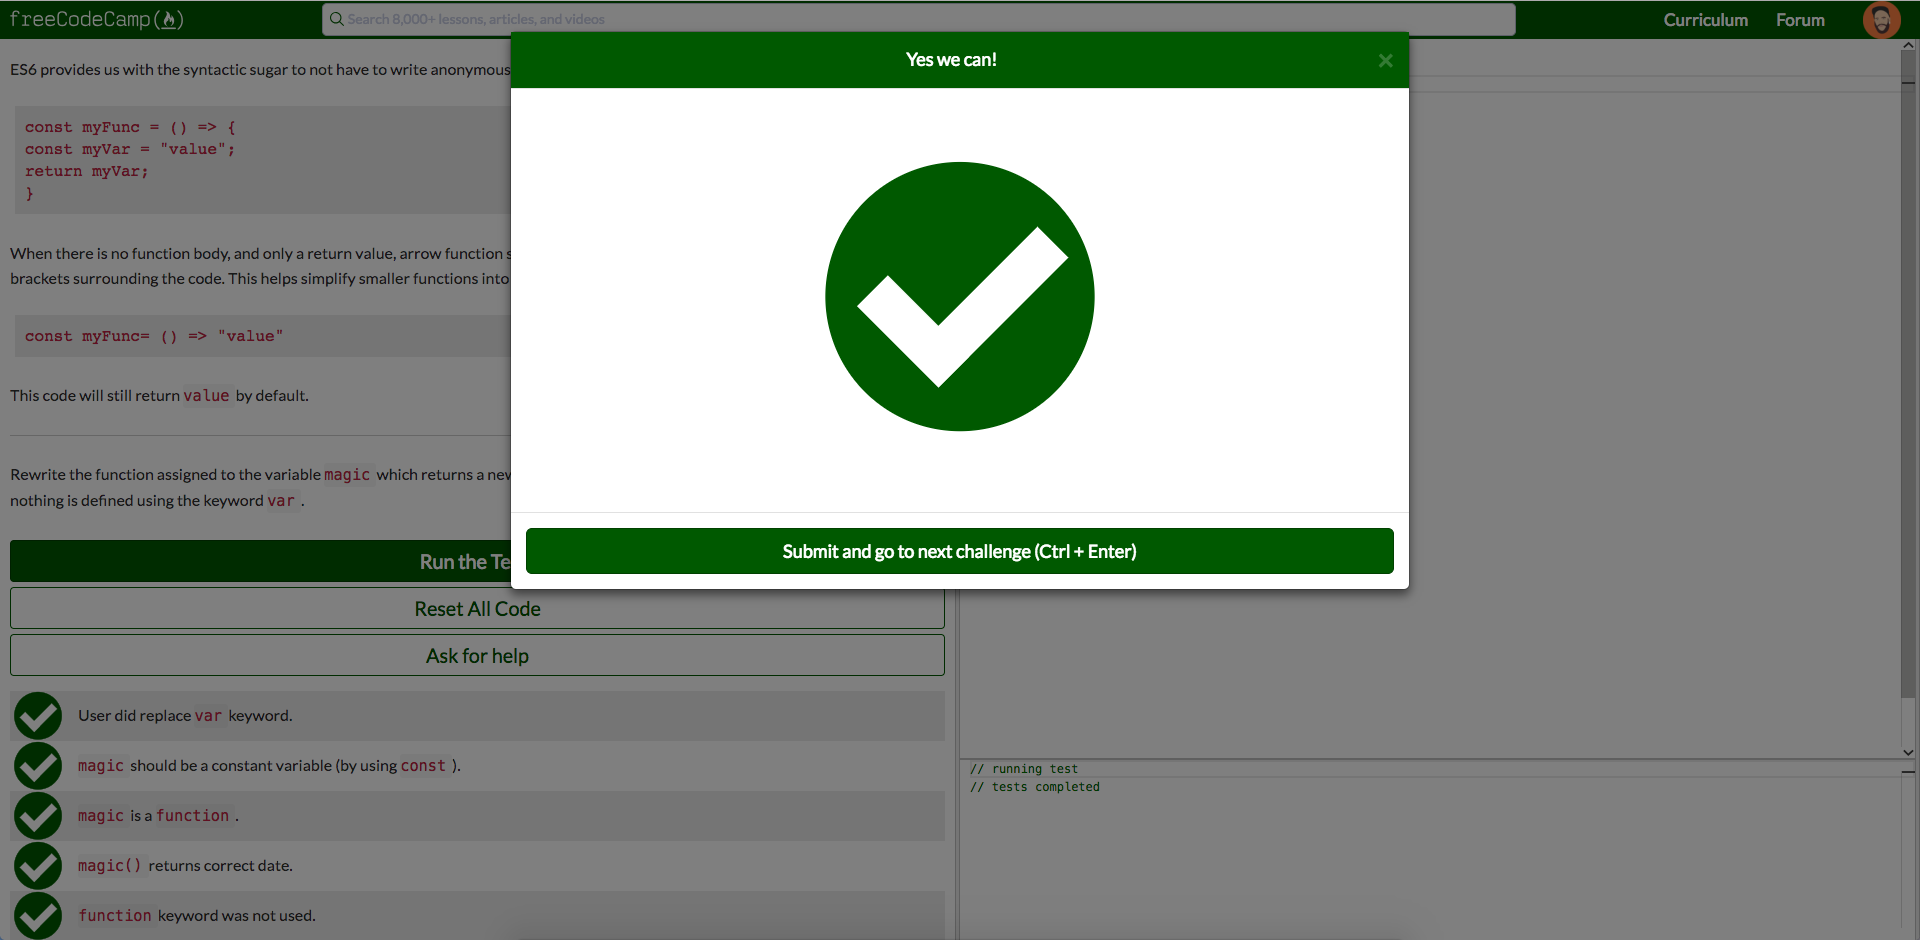 freeCodeCamp
Search 8,000+ lessons, articles, and videos
Curriculum
Forum
ES6 provides us with the syntactic sugar to not have to write anonymous
const myFunc = () => {
const myVar = "value";
return myVar;
}
When there is no function body, and only a return value, arrow function
brackets surrounding the code. This helps simplify smaller functions into
const myFunc= () => "value"
This code will still return value by default.
Rewrite the function assigned to the variable magic which returns a new
nothing is defined using the keyword var .
Run the Te
Reset All Code
Ask for help
User did replace var keyword.
magic should be a constant variable (by using const ).
magic is a function .
magic() returns correct date.
function keyword was not used.
Yes we can!
×
Submit and go to next challenge (Ctrl + Enter)
// running test
// tests completed